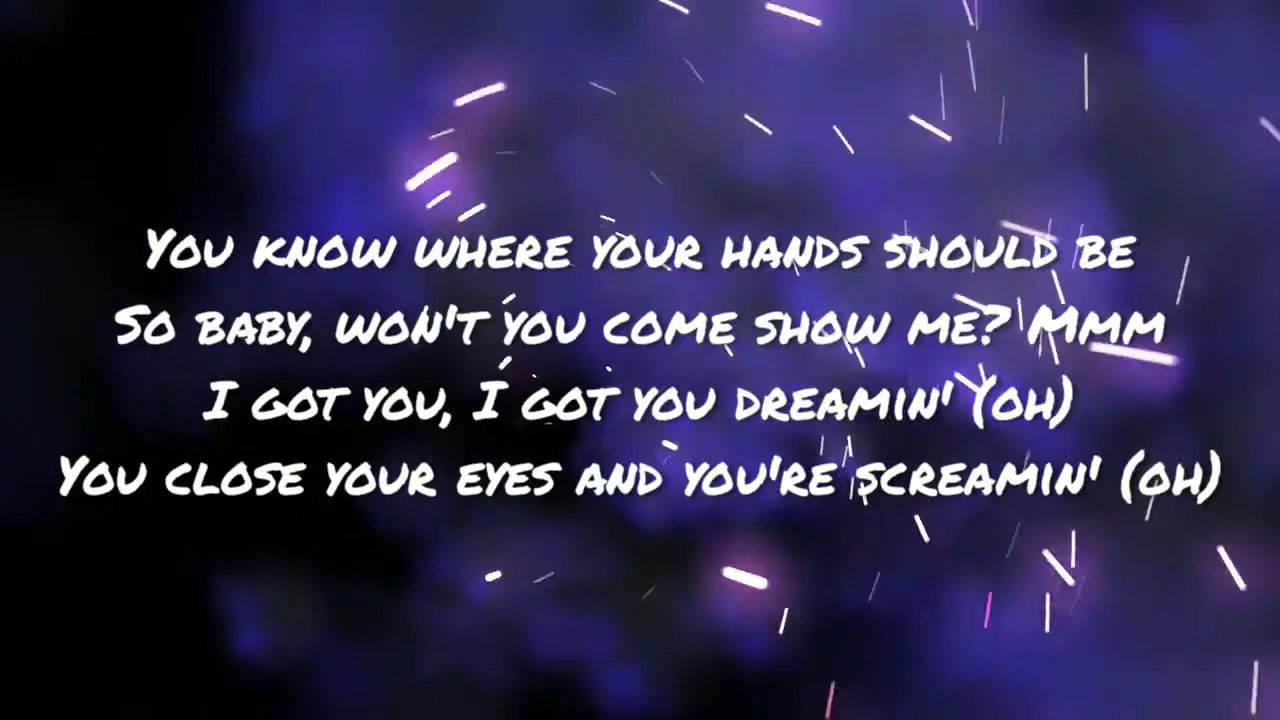 You know where your hands should be
So baby, won't you come show me? Mmm
I got you, I got you dreamin' (oh)
You close your eyes and you're screamin' (oh)